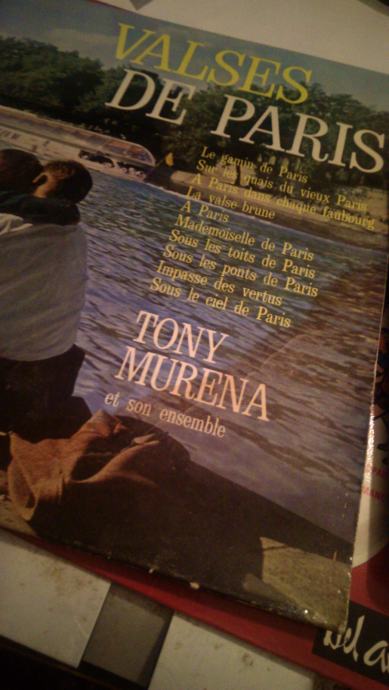 VALSES
DE PARIS
Le gamin de Paris
Sur les quais du vieux Paris
A Paris dans chaque faubourg
La valse brune
A Paris
Mademoiselle de Paris
Sous les toits de Paris
Sous les ponts de Paris
Impasse des vertus
Sous le ciel de Paris
TONY
MURENA
et son ensemble